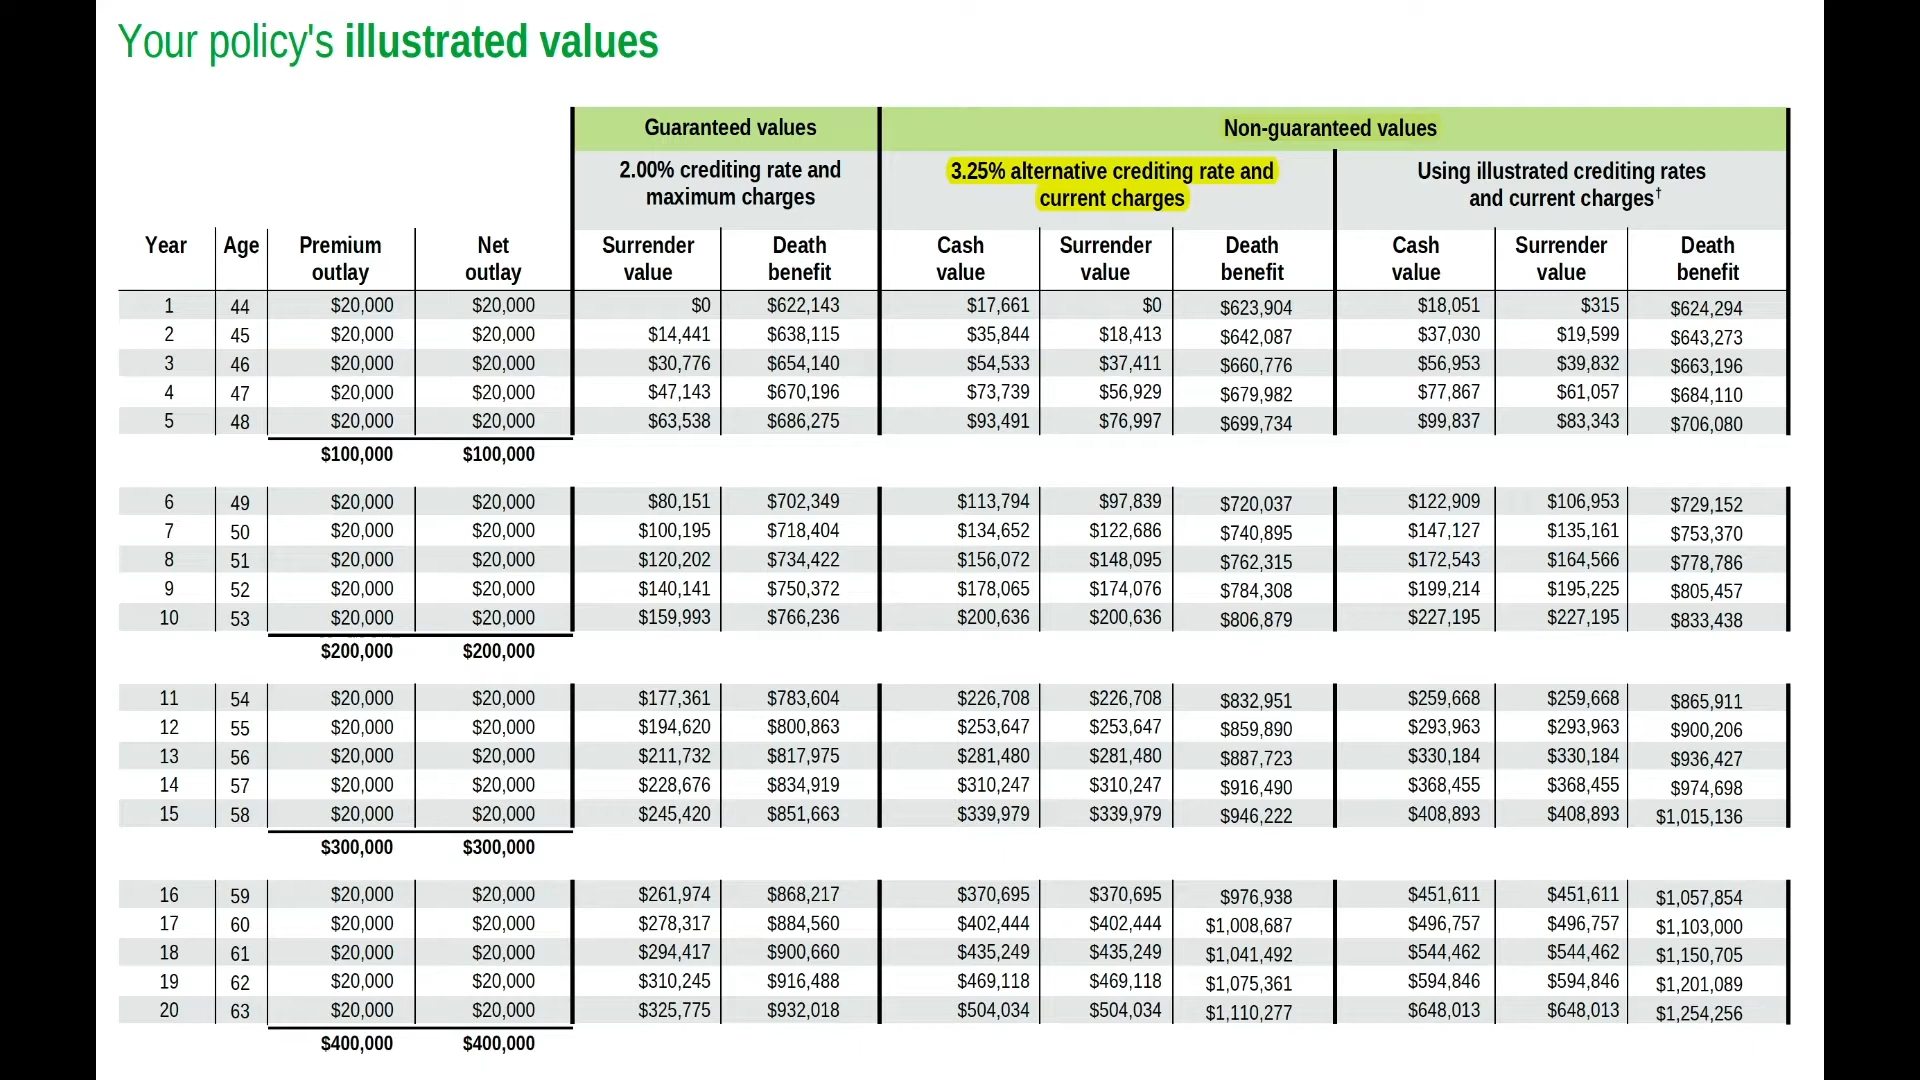 Your policy's illustrated values
Guaranteed values Non-guaranteed values
2.00% crediting rate and maximum charges 3.25% alternative crediting rate and current charges Using illustrated crediting rates and current charges†
Year Age Premium outlay Net outlay Surrender value Death benefit Cash value Surrender value Death benefit Cash value Surrender value Death benefit
1 44 $20,000 $20,000 $0 $622,143 $17,661 $0 $623,904 $18,051 $315 $624,294
2 45 $20,000 $20,000 $14,441 $638,115 $35,844 $18,413 $642,087 $37,030 $19,599 $643,273
3 46 $20,000 $20,000 $30,776 $654,140 $54,533 $37,411 $660,776 $56,953 $39,832 $663,196
4 47 $20,000 $20,000 $47,143 $670,196 $73,739 $56,929 $679,982 $77,867 $61,057 $684,110
5 48 $20,000 $20,000 $63,538 $686,275 $93,491 $76,997 $699,734 $99,837 $83,343 $706,080
$100,000 $100,000
6 49 $20,000 $20,000 $80,151 $702,349 $113,794 $97,839 $720,037 $122,909 $106,953 $729,152
7 50 $20,000 $20,000 $100,195 $718,404 $134,652 $122,686 $740,895 $147,127 $135,161 $753,370
8 51 $20,000 $20,000 $120,202 $734,422 $156,072 $148,095 $762,315 $172,543 $164,566 $778,786
9 52 $20,000 $20,000 $140,141 $750,372 $178,065 $174,076 $784,308 $199,214 $195,225 $805,457
10 53 $20,000 $20,000 $159,993 $766,236 $200,636 $200,636 $806,879 $227,195 $227,195 $833,438
$200,000 $200,000
11 54 $20,000 $20,000 $177,361 $783,604 $226,708 $226,708 $832,951 $259,668 $259,668 $865,911
12 55 $20,000 $20,000 $194,620 $800,863 $253,647 $253,647 $859,890 $293,963 $293,963 $900,206
13 56 $20,000 $20,000 $211,732 $817,975 $281,480 $281,480 $887,723 $330,184 $330,184 $936,427
14 57 $20,000 $20,000 $228,676 $834,919 $310,247 $310,247 $916,490 $368,455 $368,455 $974,698
15 58 $20,000 $20,000 $245,420 $851,663 $339,979 $339,979 $946,222 $408,893 $408,893 $1,015,136
$300,000 $300,000
16 59 $20,000 $20,000 $261,974 $868,217 $370,695 $370,695 $976,938 $451,611 $451,611 $1,057,854
17 60 $20,000 $20,000 $278,317 $884,560 $402,444 $402,444 $1,008,687 $496,757 $496,757 $1,103,000
18 61 $20,000 $20,000 $294,417 $900,660 $435,249 $435,249 $1,041,492 $544,462 $544,462 $1,150,705
19 62 $20,000 $20,000 $310,245 $916,488 $469,118 $469,118 $1,075,361 $594,846 $594,846 $1,201,089
20 63 $20,000 $20,000 $325,775 $932,018 $504,034 $504,034 $1,110,277 $648,013 $648,013 $1,254,256
$400,000 $400,000